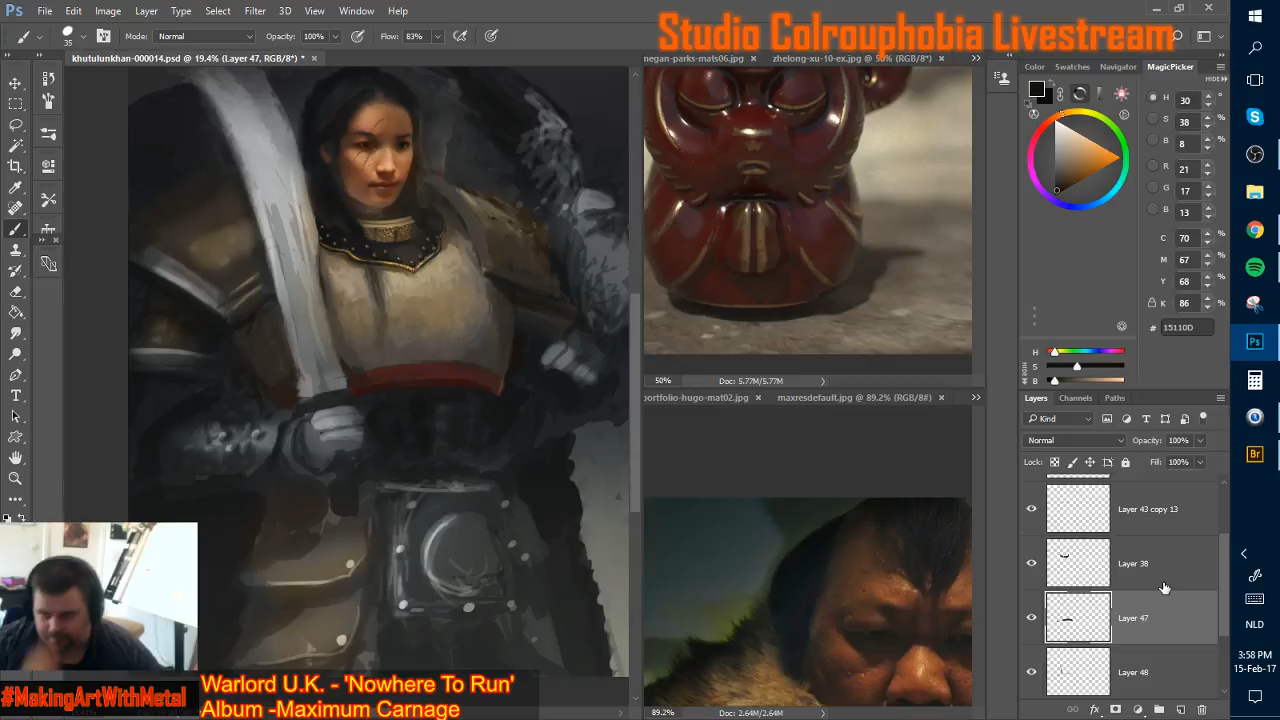 Ps File Edit Image Layer Type Select Filter 3D View Window Help
Studio Colrouphobia Livestream
35 Mode: Normal Opacity: 100% Flow: 83%
khutulunkhan-000014.psd @ 19.4% (Layer 47, RGB/8*) *
negan-parks-mats06.jpg
zhelong-xu-10-ex.jpg @ 50% (RGB/8*)
Color Swatches Navigator MagicPicker
HIDE
H 30 °
S 38 %
B 8 %
R 21
G 17
B 13
C 70 %
M 67 %
Y 68 %
K 86 %
# 15110D
H
S
B
50% Doc: 5.77M/5.77M
portfolio-hugo-mat02.jpg
maxresdefault.jpg @ 89.2% (RGB/8#)
Layers Channels Paths
Kind
Normal Opacity: 100%
Lock: Fill: 100%
Layer 43 copy 13
Layer 38
Layer 47
Layer 48
89.2% Doc: 2.64M/2.64M
#MakingArtWithMetal
Warlord U.K. - 'Nowhere To Run'
Album -Maximum Carnage
Ps
Br
NLD
3:58 PM
15-Feb-17